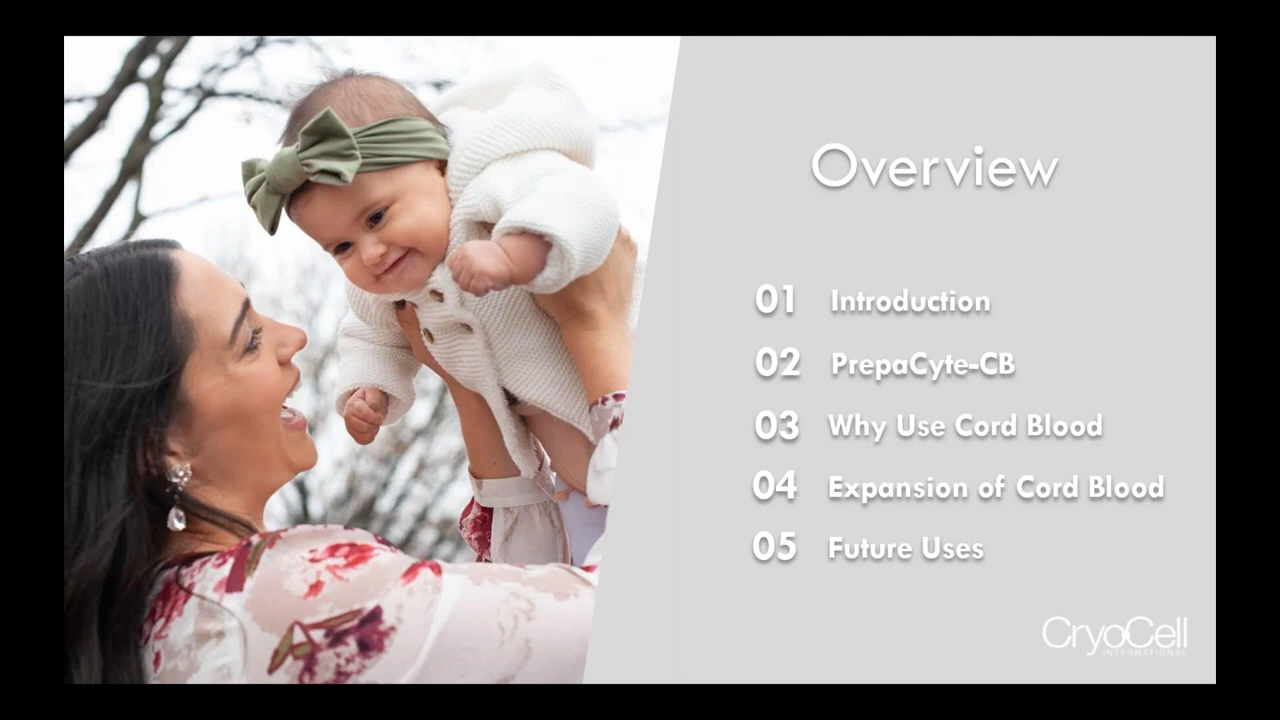 Overview
01 Introduction
02 PrepaCyte-CB
03 Why Use Cord Blood
04 Expansion of Cord Blood
05 Future Uses
CryoCell
INTERNATIONAL